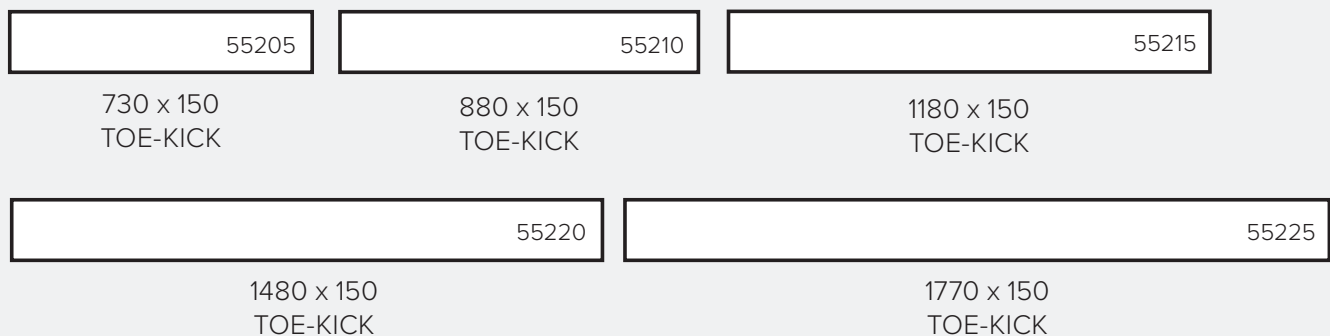 55205
55210
55215
730 x 150
TOE-KICK
880 x 150
TOE-KICK
1180 x 150
TOE-KICK
55220
55225
1480 x 150
TOE-KICK
1770 x 150
TOE-KICK